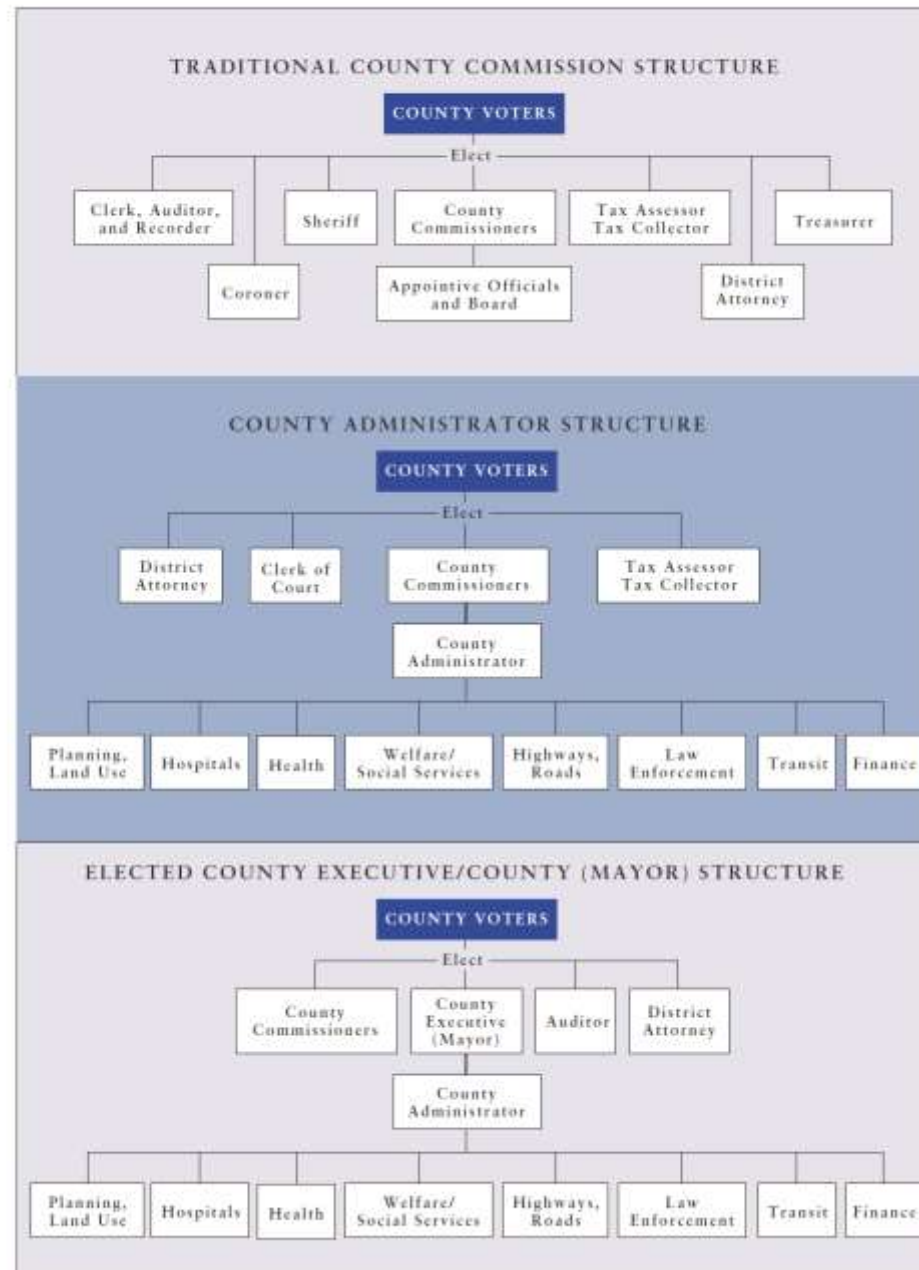 TRADITIONAL COUNTY COMMISSION STRUCTURE
COUNTY VOTERS
Elect
Clerk, Auditor,
and Recorder
Sheriff
County
Commissioners
Tax Assessor
Tax Collector
Treasurer
Coroner
Appointive Officials
and Board
District
Attorney
COUNTY ADMINISTRATOR STRUCTURE
COUNTY VOTERS
Elect
District
Attorney
Clerk of
Court
County
Commissioners
Tax Assessor
Tax Collector
County
Administrator
Planning,
Land Use
Hospitals
Health
Welfare/
Social Services
Highways,
Roads
Law
Enforcement
Transit
Finance
ELECTED COUNTY EXECUTIVE/COUNTY (MAYOR) STRUCTURE
COUNTY VOTERS
Elect
County
Commissioners
County
Executive
(Mayor)
Auditor
District
Attorney
County
Administrator
Planning,
Land Use
Hospitals
Health
Welfare/
Social Services
Highways,
Roads
Law
Enforcement
Transit
Finance